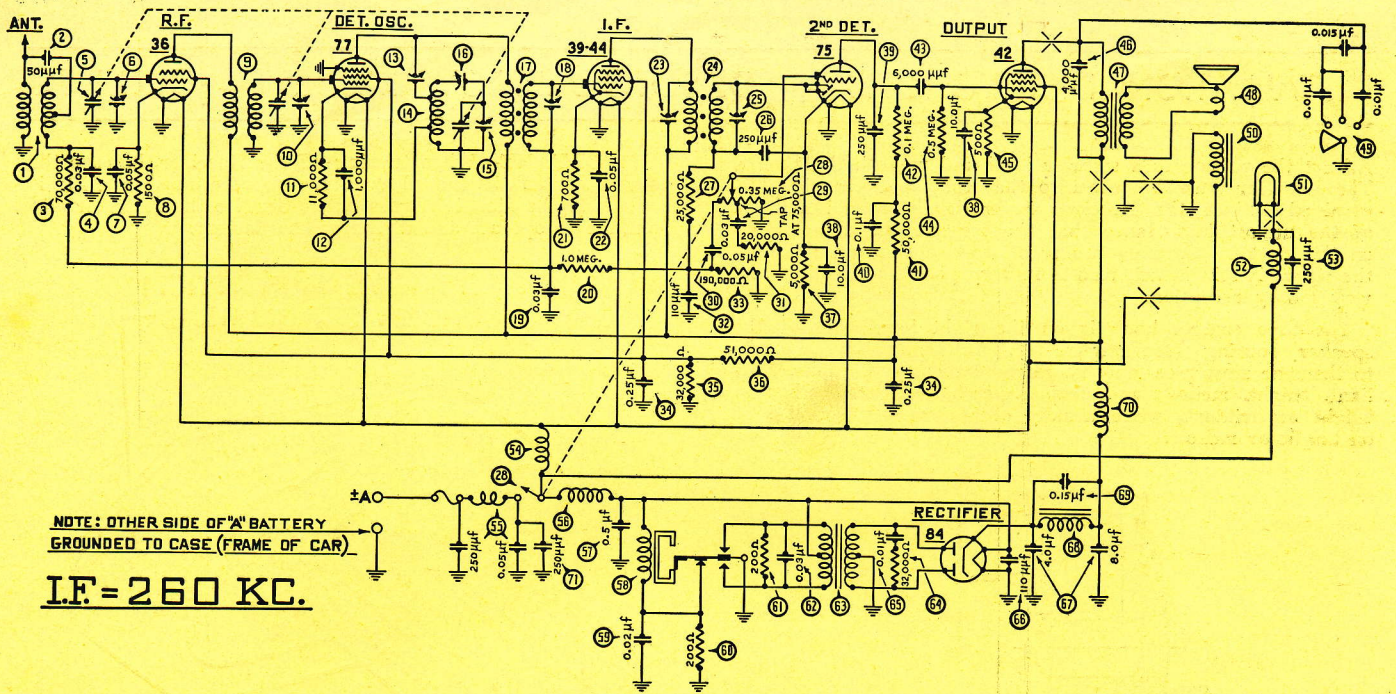 ANT.
R.F.
36
DET. OSC.
77
I.F.
39-44
2ND DET.
75
OUTPUT
42
2
50µµf
5
6
9
10
13
16
14
15
17
18
23
24
25
26
250µµf
39
43
6,000 µµf
250µµf
0.1 MEG.
42
0.5 MEG.
44
0.1µf
38
500Ω
45
4,000 µµf
46
47
48
50
0.015µf
0.01µf
0.01µf
49
51
1
3
70,000Ω
0.03µf
4
7
0.05µf
1500Ω
8
11
11,000Ω
1,000µµf
12
21
700Ω
0.05µf
22
25,000Ω
27
28
29
0.35 MEG.
TAP AT 75,000Ω
0.03µf
20,000Ω
0.05µf
190,000Ω
30
33
31
110µµf
32
38
10.0µf
5,000Ω
37
0.1µf
40
50,000Ω
41
52
250µµf
53
1.0 MEG.
20
19
0.03µf
0.25µf
34
32,000Ω
35
51,000Ω
36
0.25µf
34
70
54
28
±A
55
250µµf
0.05µf
250µµf
71
56
0.5µf
57
58
59
0.02µf
200Ω
60
200Ω
61
0.03µf
62
63
0.01µf
65
32,000Ω
64
RECTIFIER
84
110µµf
66
4.0µf
67
0.15µf
69
68
8.0µf
NOTE: OTHER SIDE OF "A" BATTERY
GROUNDED TO CASE (FRAME OF CAR)
I.F. = 260 KC.